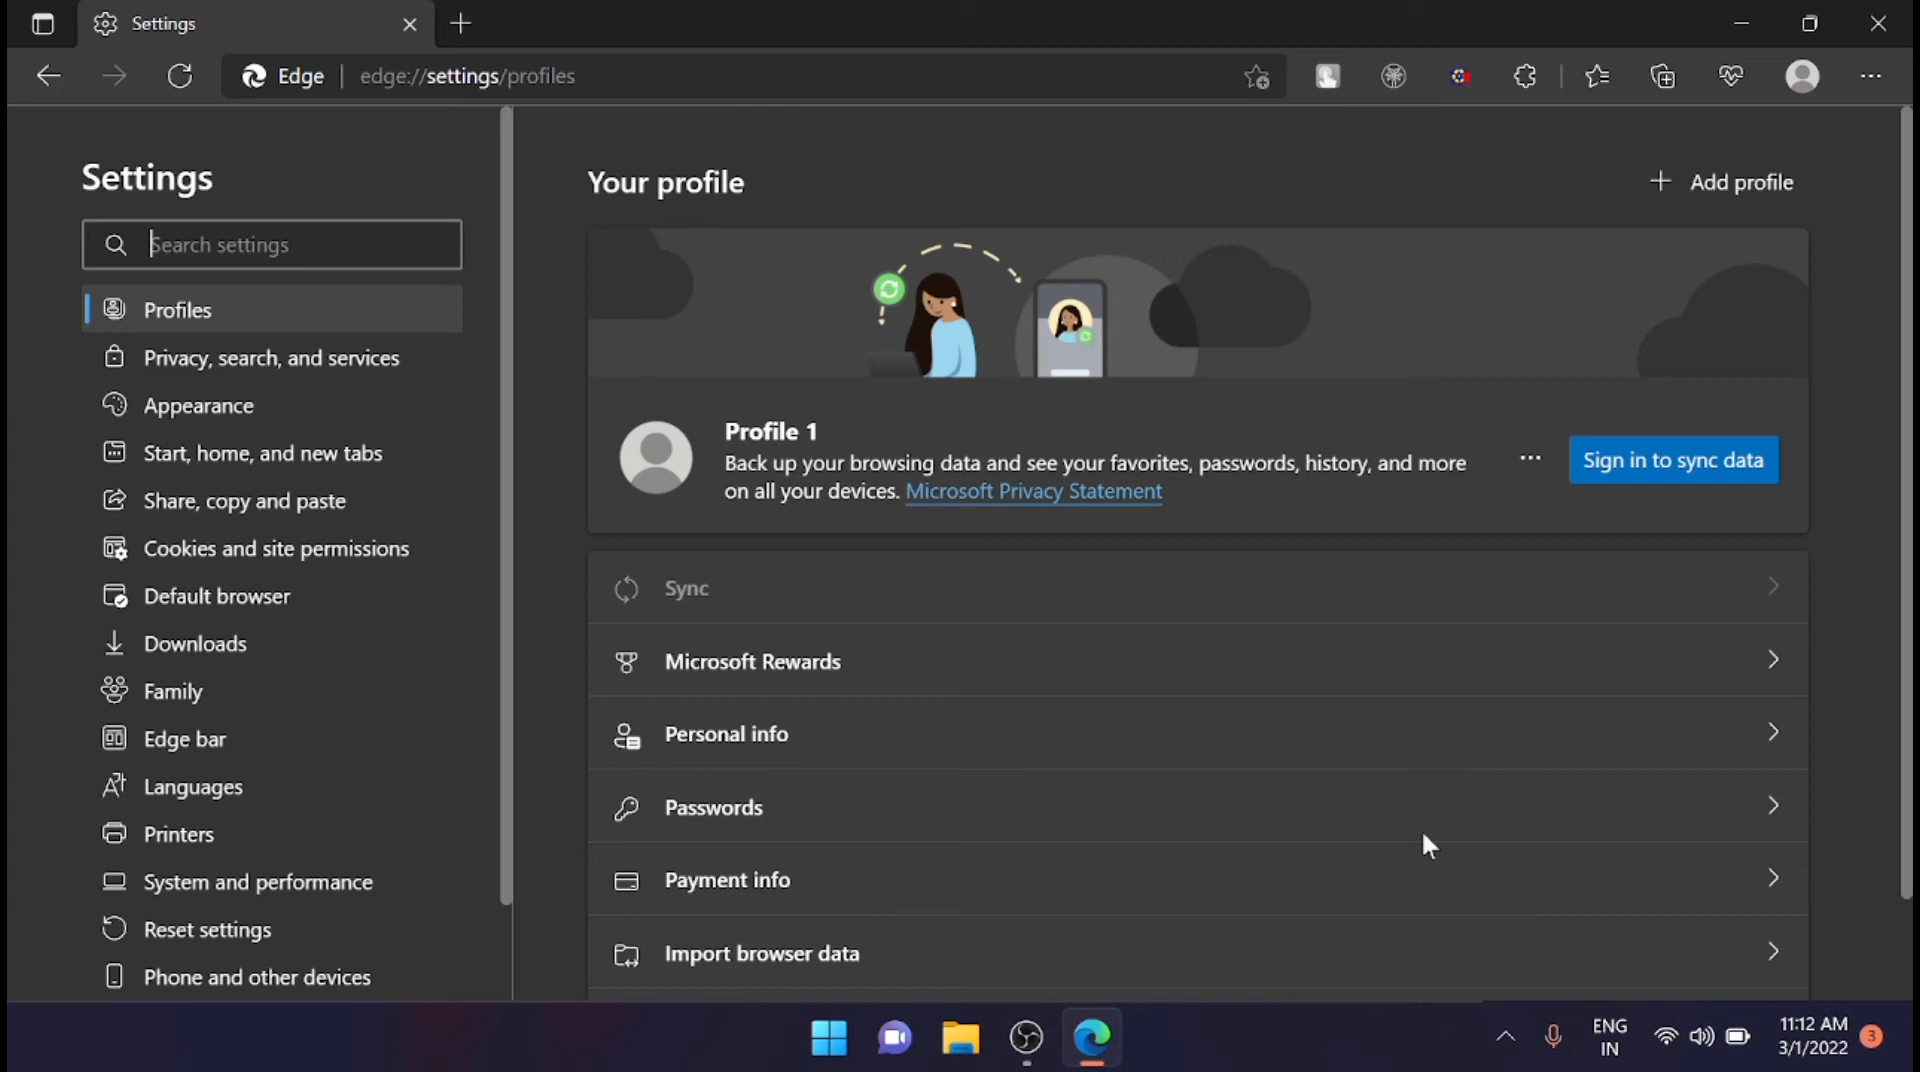 Settings
Edge
edge://settings/profiles
Settings
Search settings
Profiles
Privacy, search, and services
Appearance
Start, home, and new tabs
Share, copy and paste
Cookies and site permissions
Default browser
Downloads
Family
Edge bar
Languages
Printers
System and performance
Reset settings
Phone and other devices
Your profile
Add profile
Profile 1
Back up your browsing data and see your favorites, passwords, history, and more
on all your devices. Microsoft Privacy Statement
Sign in to sync data
Sync
Microsoft Rewards
Personal info
Passwords
Payment info
Import browser data
ENG
IN
11:12 AM
3/1/2022
3